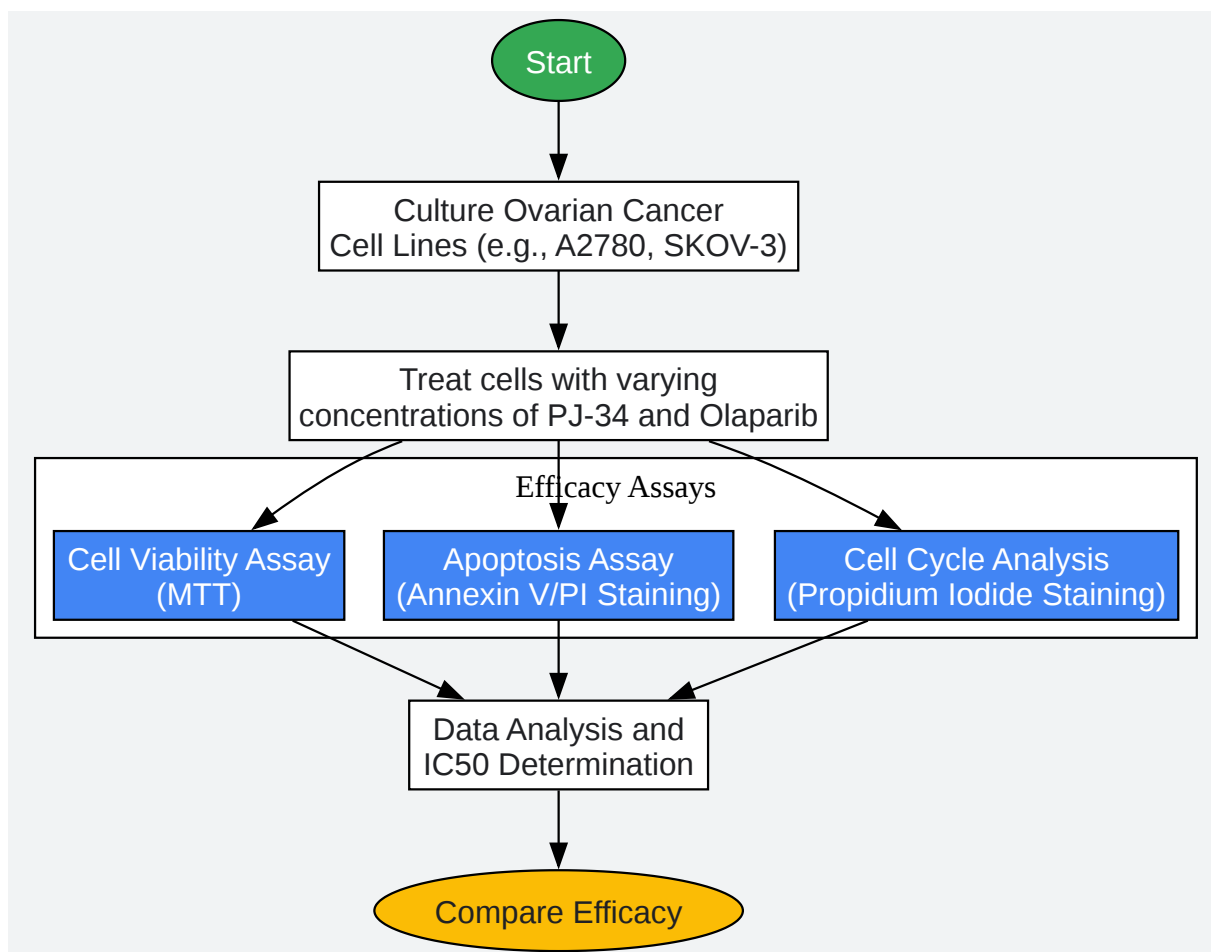 Start
Culture Ovarian Cancer
Cell Lines (e.g., A2780, SKOV-3)
Treat cells with varying
concentrations of PJ-34 and Olaparib
Efficacy Assays
Cell Viability Assay
(MTT)
Apoptosis Assay
(Annexin V/PI Staining)
Cell Cycle Analysis
(Propidium Iodide Staining)
Data Analysis and
IC50 Determination
Compare Efficacy